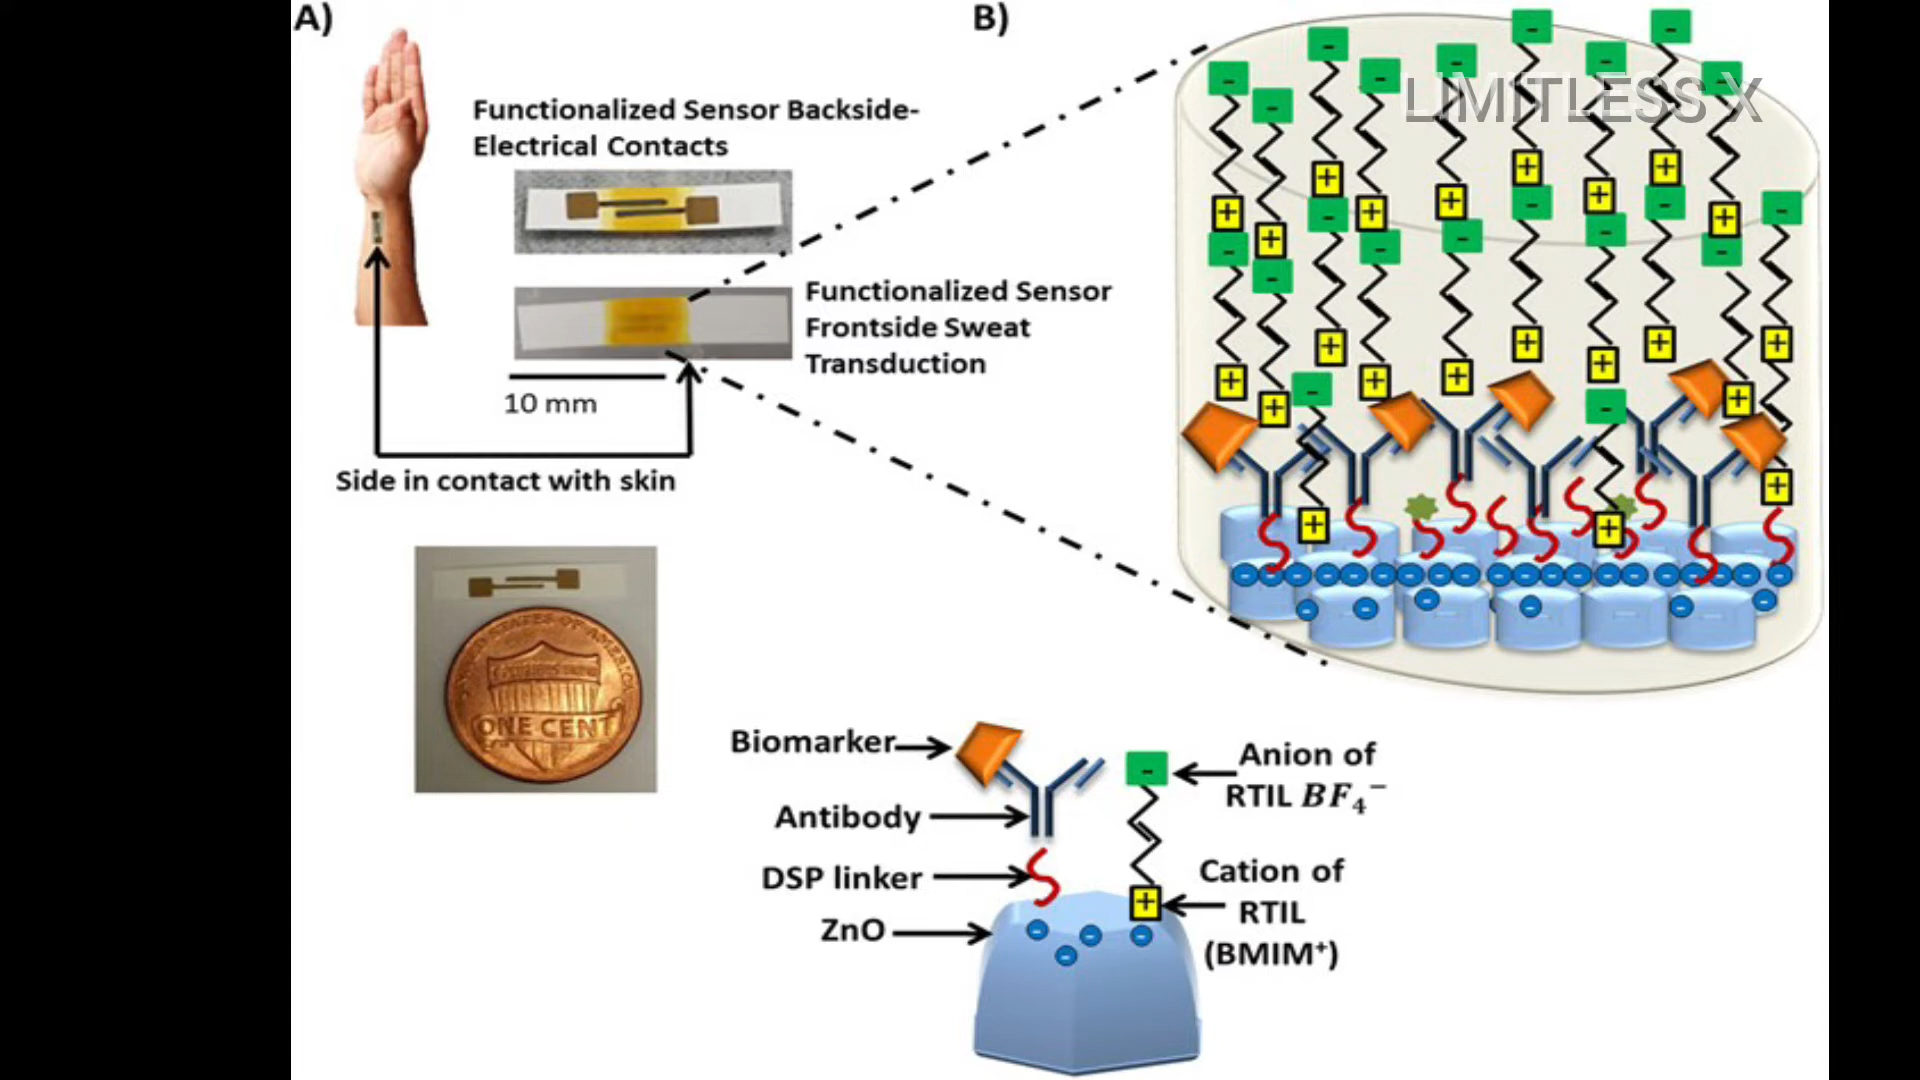 A)
B)
LIMITLESS X
Functionalized Sensor Backside-
Electrical Contacts
Functionalized Sensor
Frontside Sweat
Transduction
10 mm
Side in contact with skin
ONE CENT
Biomarker
Antibody
DSP linker
ZnO
Anion of
RTIL BF₄⁻
Cation of
RTIL
(BMIM⁺)